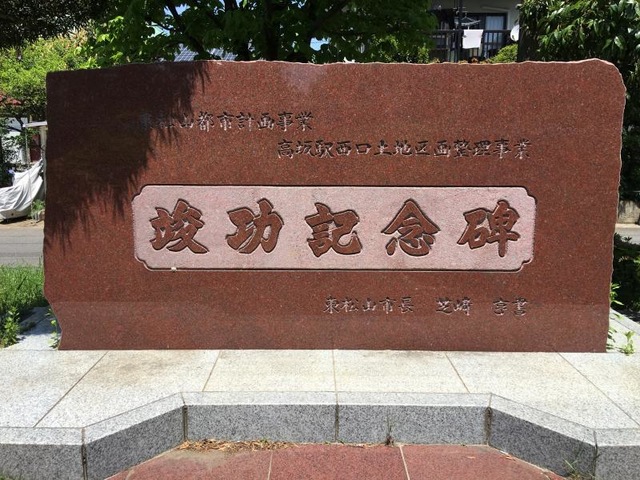 東松山都市計画事業
高坂駅西口土地区画整理事業
竣功記念碑
東松山市長 芝崎 亨書